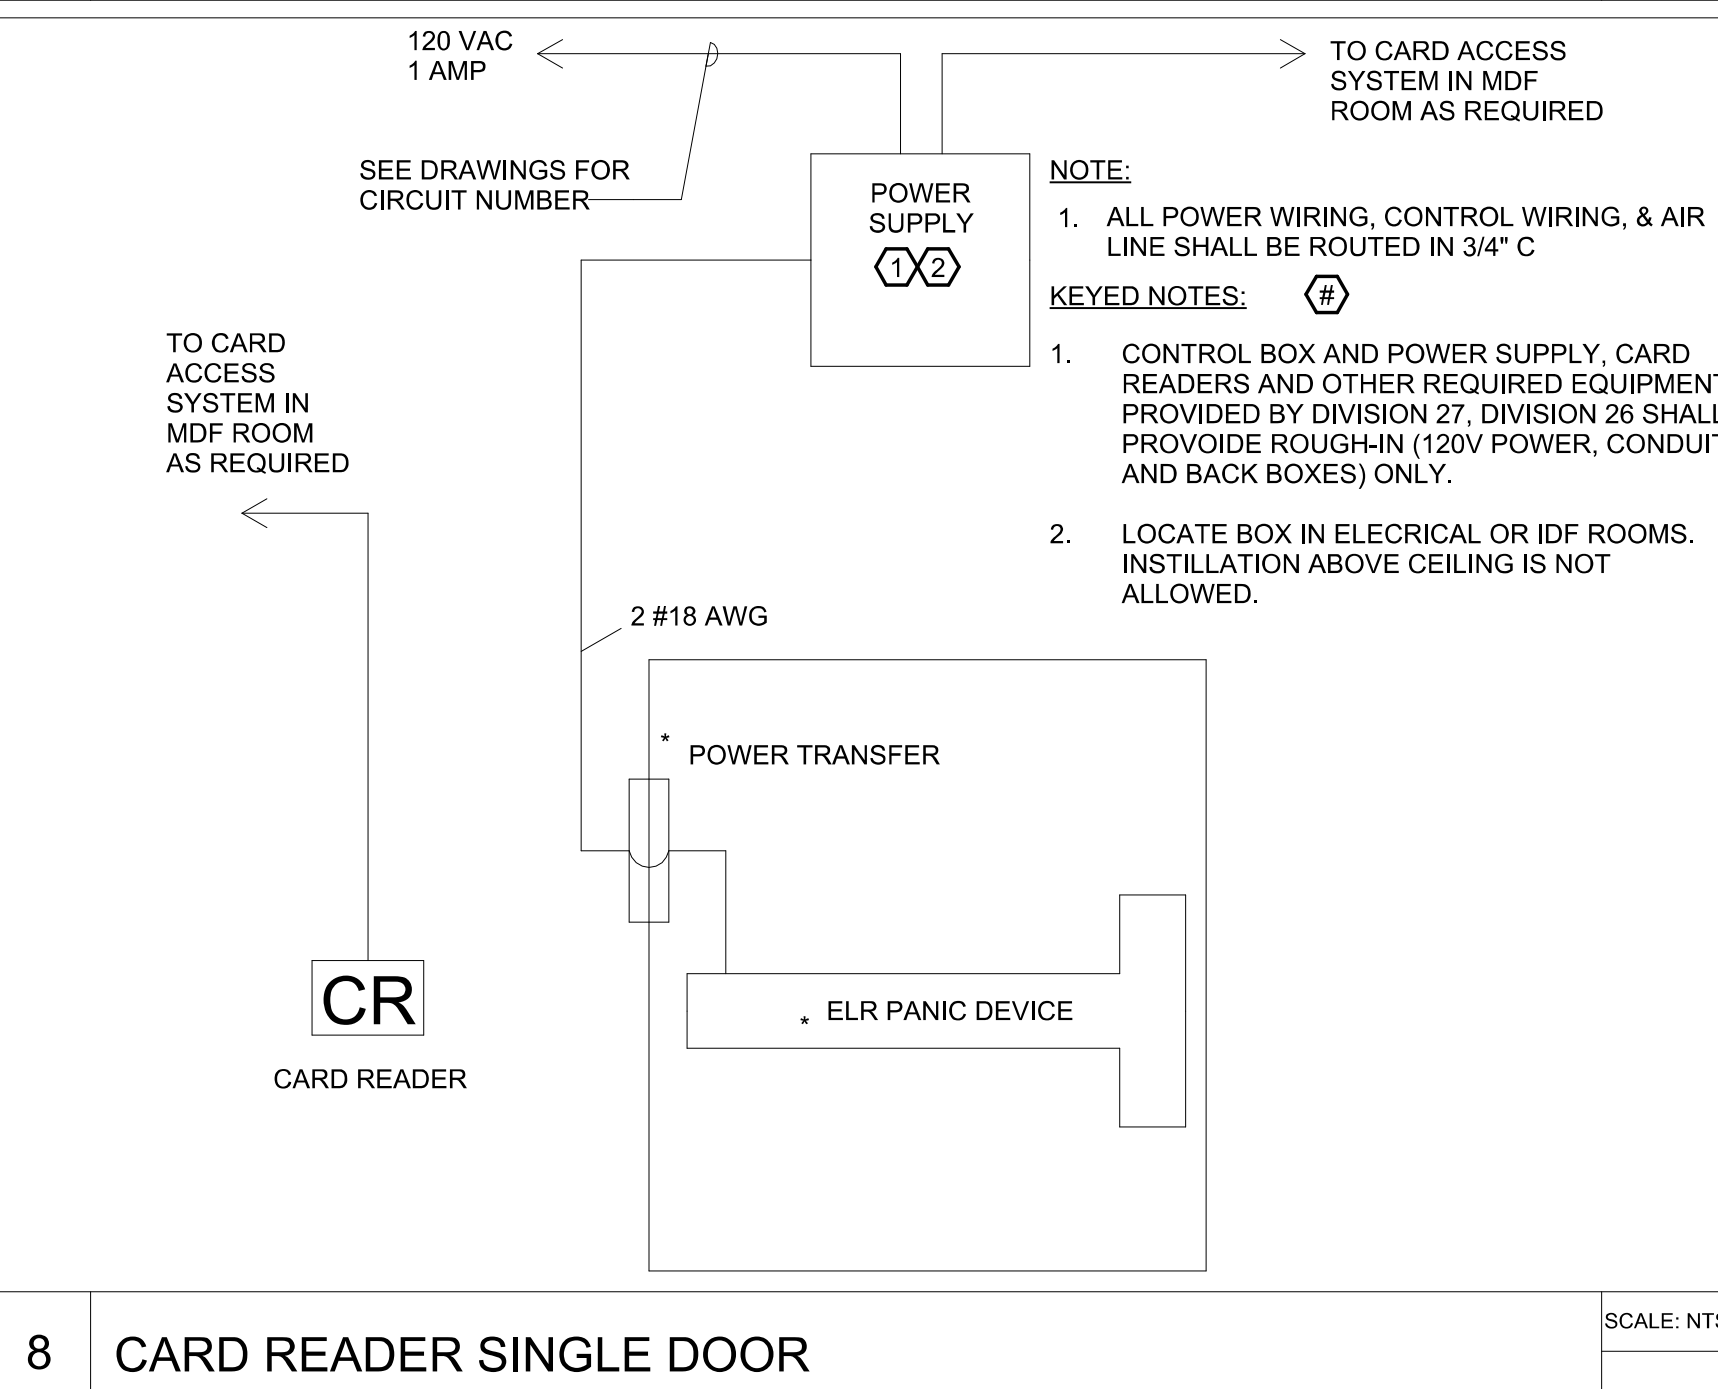 120 VAC
1 AMP
TO CARD ACCESS
SYSTEM IN MDF
ROOM AS REQUIRED
SEE DRAWINGS FOR
CIRCUIT NUMBER
POWER
SUPPLY
1 2
NOTE:
1. ALL POWER WIRING, CONTROL WIRING, & AIR
LINE SHALL BE ROUTED IN 3/4" C
KEYED NOTES: #
1. CONTROL BOX AND POWER SUPPLY, CARD
READERS AND OTHER REQUIRED EQUIPMENT
PROVIDED BY DIVISION 27, DIVISION 26 SHALL
PROVOIDE ROUGH-IN (120V POWER, CONDUIT
AND BACK BOXES) ONLY.
2. LOCATE BOX IN ELECRICAL OR IDF ROOMS.
INSTILLATION ABOVE CEILING IS NOT
ALLOWED.
TO CARD
ACCESS
SYSTEM IN
MDF ROOM
AS REQUIRED
2 #18 AWG
* POWER TRANSFER
* ELR PANIC DEVICE
CR
CARD READER
8 CARD READER SINGLE DOOR
SCALE: NTS